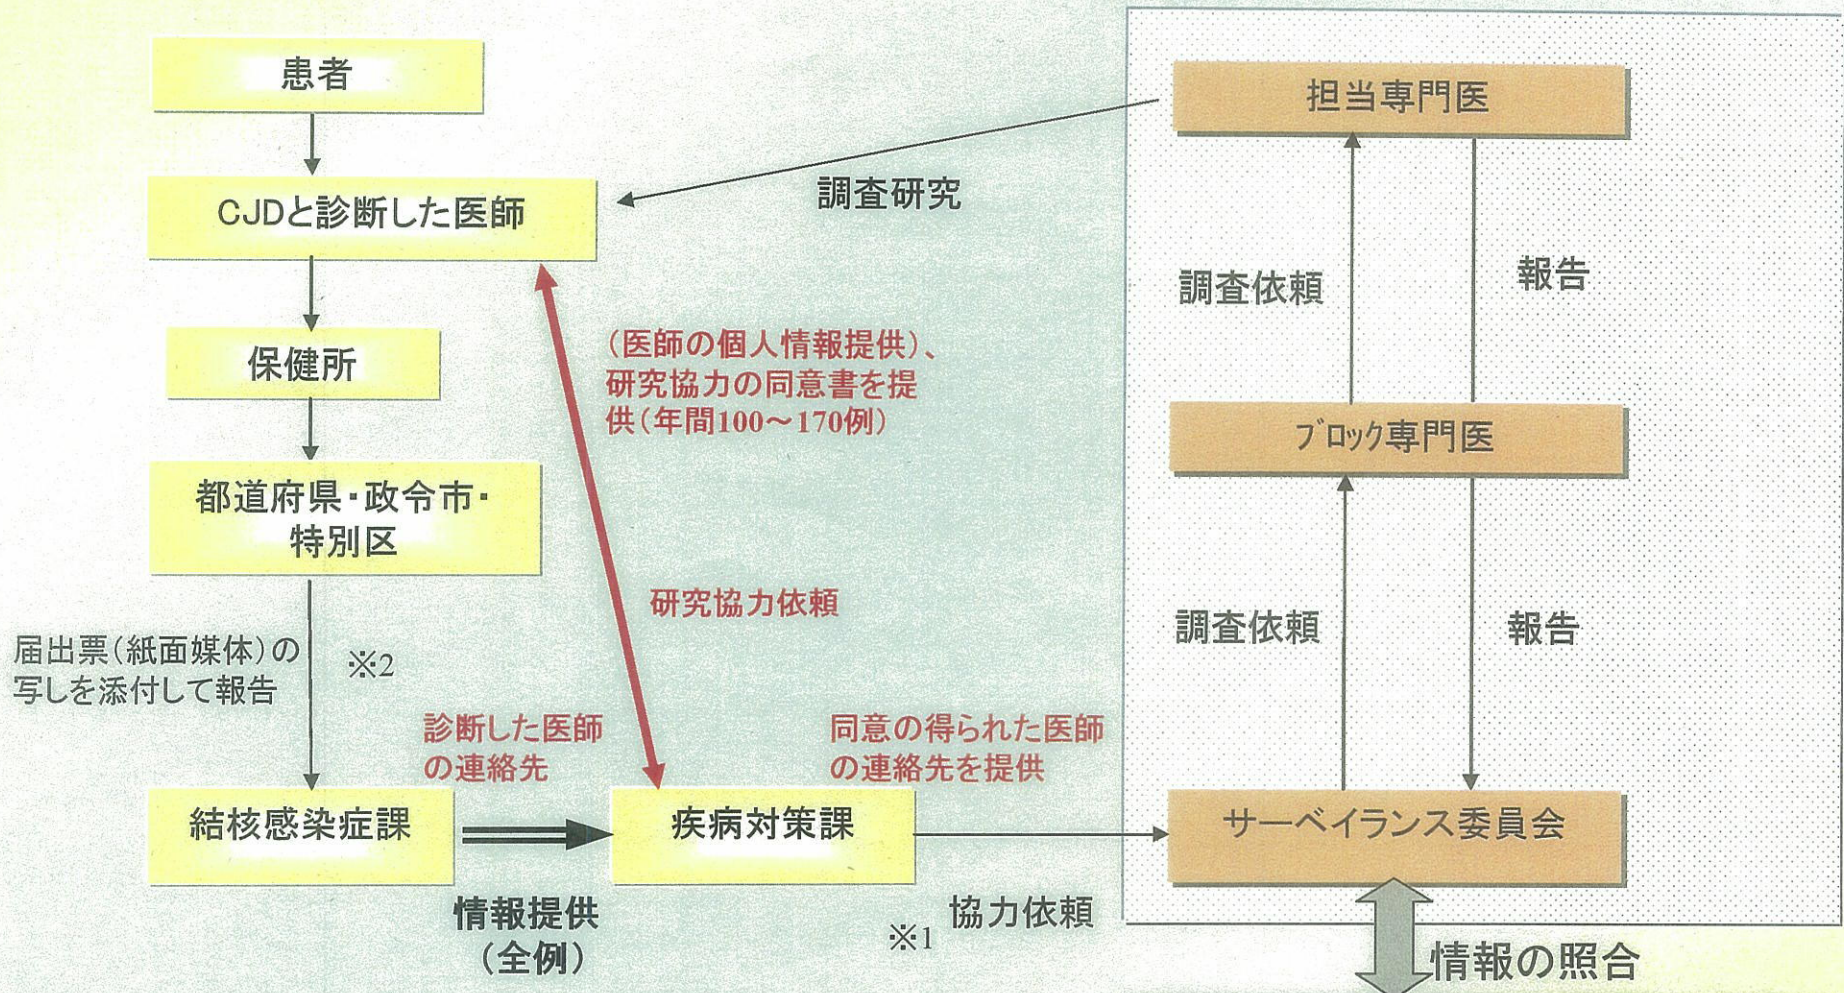 患者
担当専門医
調査研究
CJDと診断した医師
調査依頼
報告
保健所
(医師の個人情報提供)、
研究協力の同意書を提
供(年間100～170例)
ブロック専門医
都道府県・政令市・
特別区
研究協力依頼
調査依頼
報告
届出票(紙面媒体)の
写しを添付して報告
※2
診断した医師
の連絡先
同意の得られた医師
の連絡先を提供
結核感染症課
疾病対策課
サーベイランス委員会
情報提供
(全例)
※1
協力依頼
情報の照合